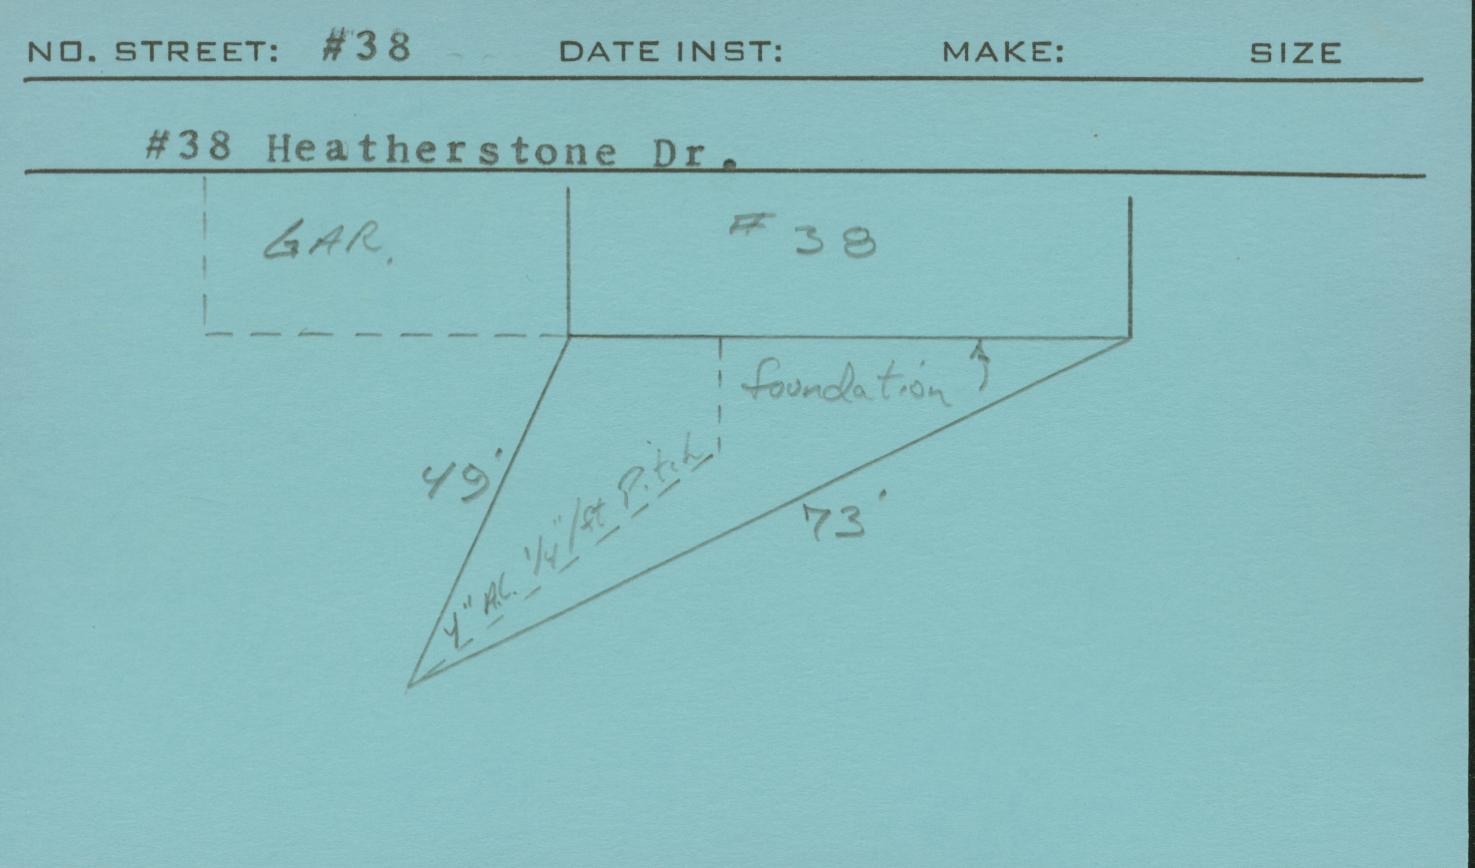 NO. STREET: #38 DATE INST: MAKE: SIZE
#38 Heatherstone Dr.
GAR. # 38
foundation
49'
73'
4" A.C. 1/4"/ft Pitch